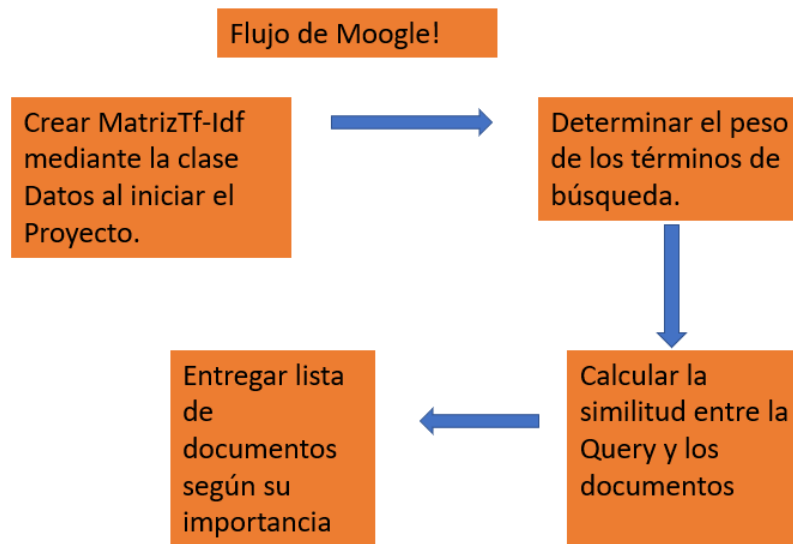 Flujo de Moogle!
Crear MatrizTf-Idf
mediante la clase
Datos al iniciar el
Proyecto.
Determinar el peso
de los términos de
búsqueda.
Calcular la
similitud entre la
Query y los
documentos
Entregar lista
de
documentos
según su
importancia